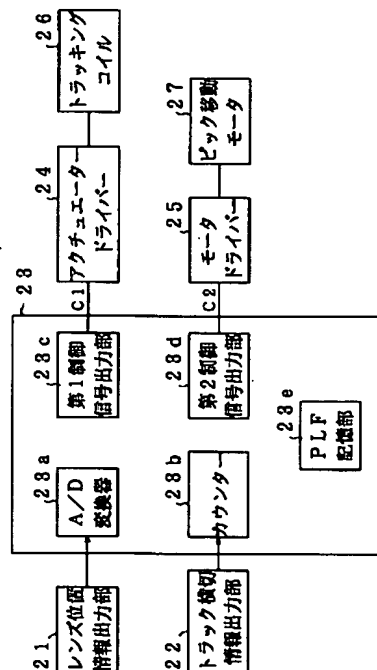 21
レンズ位置
情報出力部
22
トラック横切
情報出力部
28
28a
A/D
変換器
28b
カウンター
28c
第1制御
信号出力部
28d
第2制御
信号出力部
28e
PLF
記憶部
C1
24
アクチュエーター
ドライバー
C2
25
モータ
ドライバー
26
トラッキング
コイル
27
ピック移動
モータ